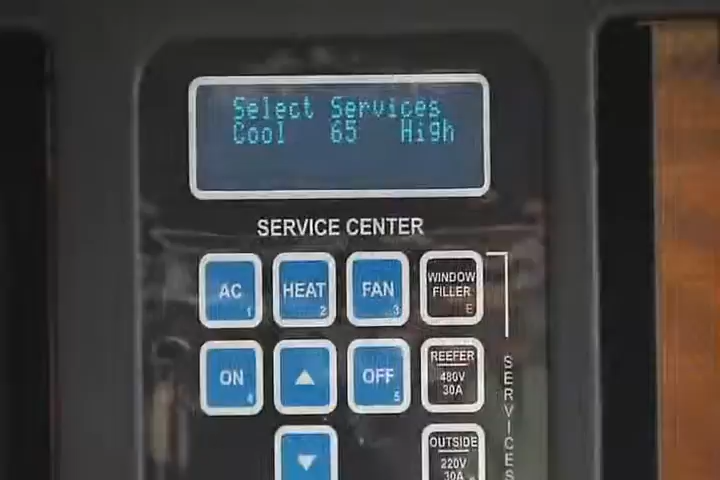 Select Services
Cool 65 High
SERVICE CENTER
AC 1
HEAT 2
FAN 3
WINDOW FILLER E
ON 4
OFF 5
REEFER 480V 30A
OUTSIDE 220V 30A
SERVICES